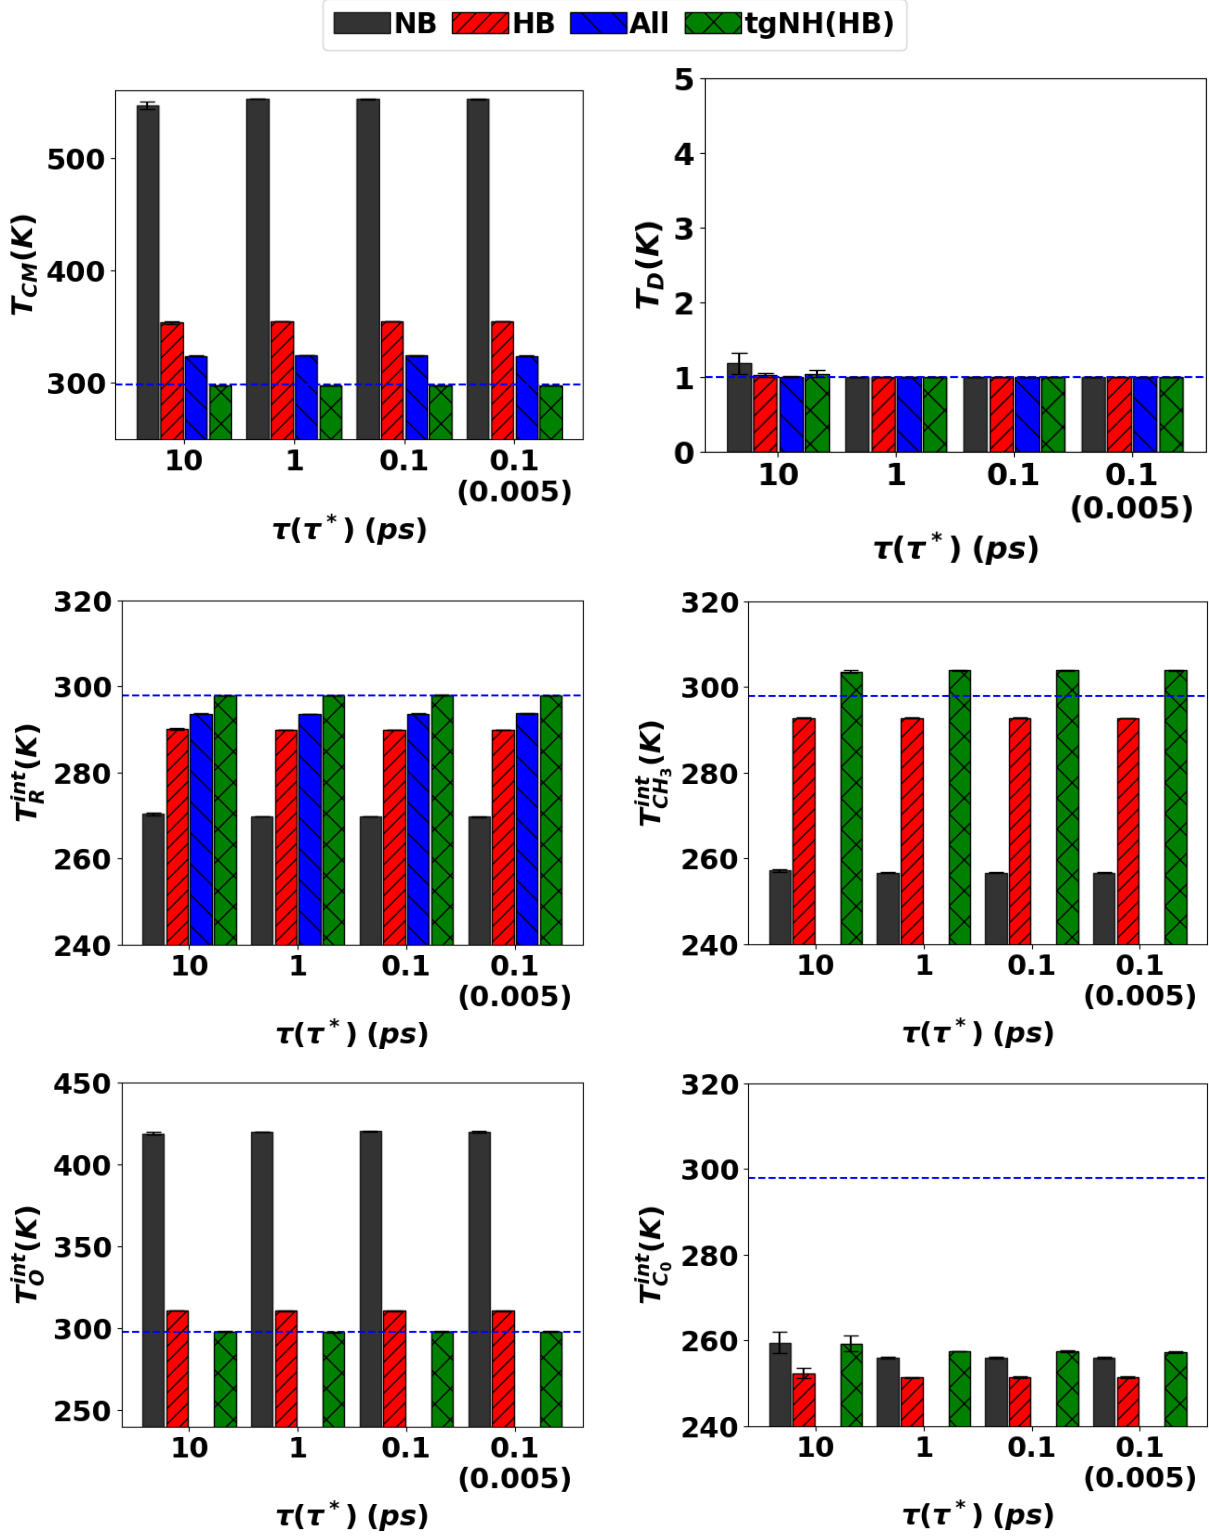 NB HB All tgNH(HB)
T_CM(K)
500
400
300
10 1 0.1 0.1
(0.005)
τ(τ*) (ps)
T_D(K)
5
4
3
2
1
0
10 1 0.1 0.1
(0.005)
τ(τ*) (ps)
T_R^int(K)
320
300
280
260
240
10 1 0.1 0.1
(0.005)
τ(τ*) (ps)
T_CH₃^int(K)
320
300
280
260
240
10 1 0.1 0.1
(0.005)
τ(τ*) (ps)
T_O^int(K)
450
400
350
300
250
10 1 0.1 0.1
(0.005)
τ(τ*) (ps)
T_C₀^int(K)
320
300
280
260
240
10 1 0.1 0.1
(0.005)
τ(τ*) (ps)